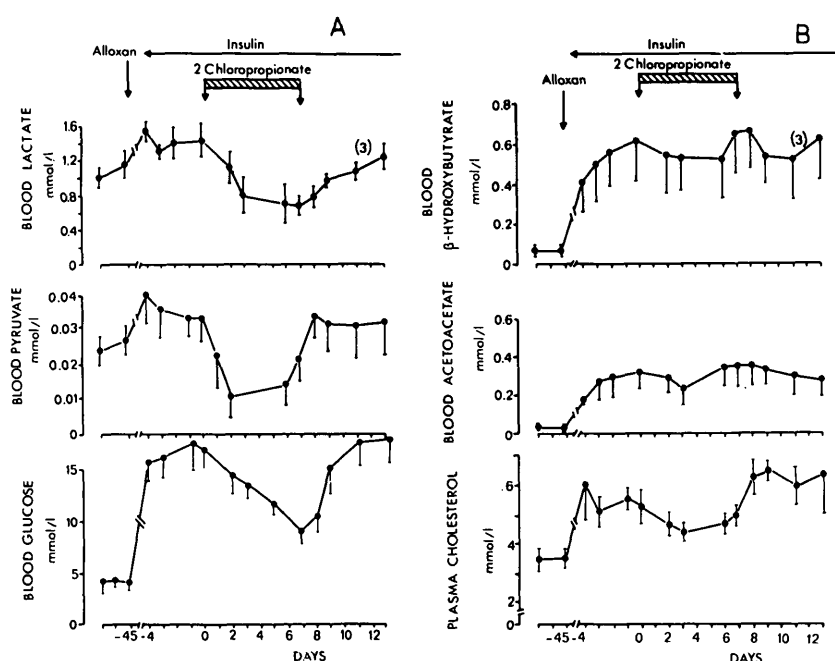 A
Insulin
Alloxan
2 Chloropropionate
BLOOD LACTATE
mmol/l
1.6
1.2
0.8
0.4
0
(3)
BLOOD PYRUVATE
mmol/l
0.04
0.03
0.01
0.01
0
BLOOD GLUCOSE
mmol/l
15
10
5
0
-45 -4 0 2 4 6 8 10 12
DAYS
B
Insulin
2 Chloropropionate
Alloxan
BLOOD
β-HYDROXYBUTYRATE
mmol/l
0.8
0.6
0.4
0.2
0
(3)
BLOOD ACETOACETATE
mmol/l
0.6
0.4
0.2
0
PLASMA CHOLESTEROL
mmol/l
6
4
2
0
-45 -4 0 2 4 6 8 10 12
DAYS